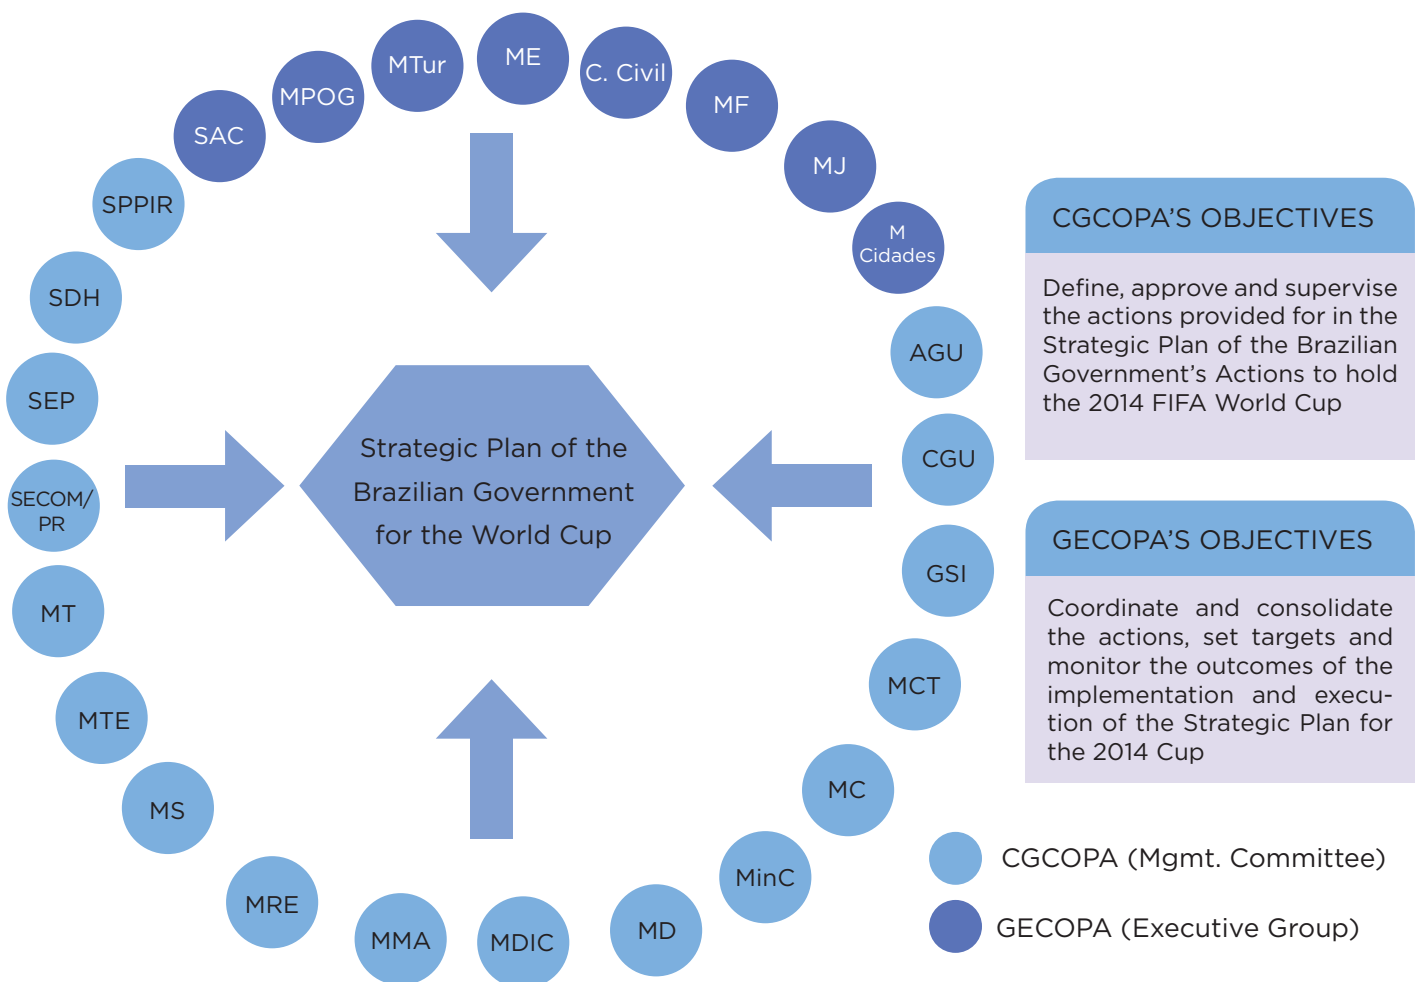 ME
C. Civil
MF
MJ
M
Cidades
AGU
CGU
GSI
MCT
MC
MinC
MD
MDIC
MMA
MRE
MS
MTE
MT
SECOM/
PR
SEP
SDH
SPPIR
SAC
MPOG
MTur
Strategic Plan of the
Brazilian Government
for the World Cup
CGCOPA’S OBJECTIVES
Define, approve and supervise
the actions provided for in the
Strategic Plan of the Brazilian
Government’s Actions to hold
the 2014 FIFA World Cup
GECOPA’S OBJECTIVES
Coordinate and consolidate
the actions, set targets and
monitor the outcomes of the
implementation and execu-
tion of the Strategic Plan for
the 2014 Cup
CGCOPA (Mgmt. Committee)
GECOPA (Executive Group)